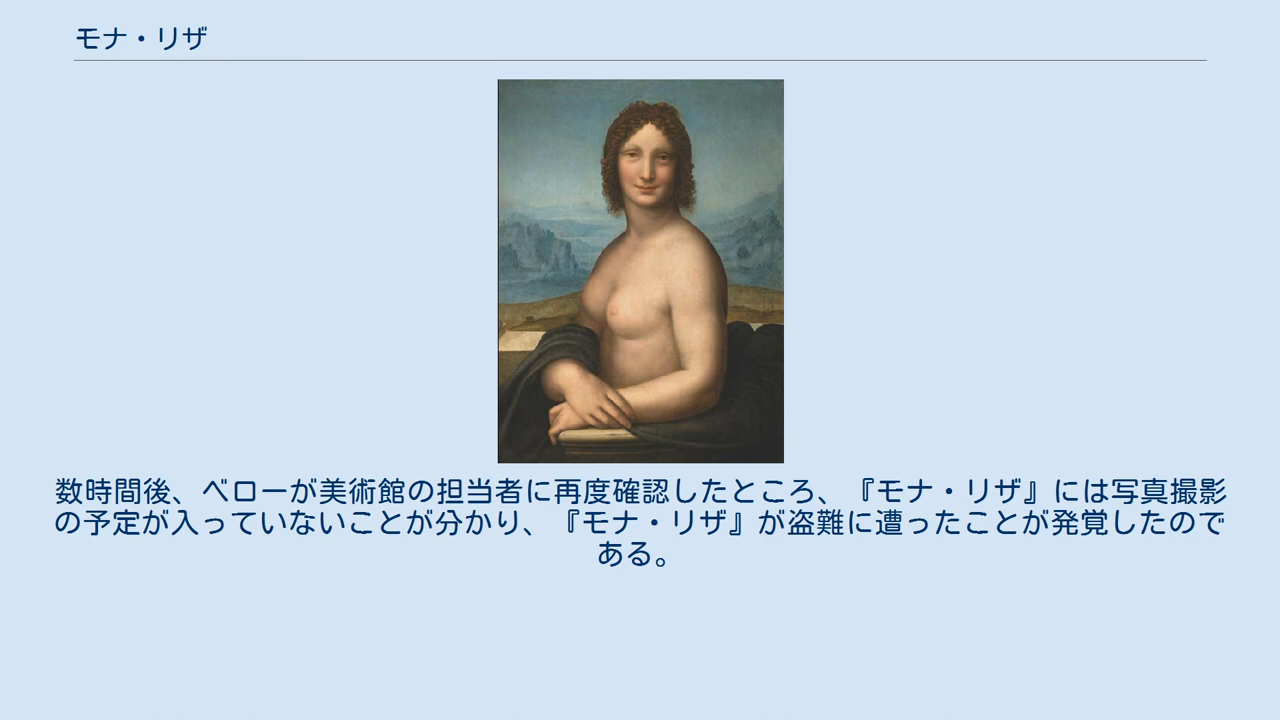 モナ・リザ
数時間後、ベローが美術館の担当者に再度確認したところ、『モナ・リザ』には写真撮影
の予定が入っていないことが分かり、『モナ・リザ』が盗難に遭ったことが発覚したので
ある。